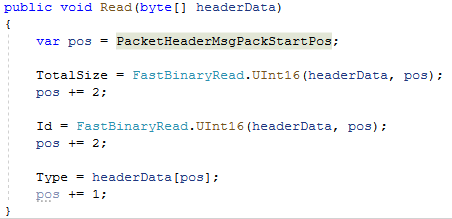 public void Read(byte[] headerData)
{
    var pos = PacketHeaderMsgPackStartPos;

    TotalSize = FastBinaryRead.UInt16(headerData, pos);
    pos += 2;

    Id = FastBinaryRead.UInt16(headerData, pos);
    pos += 2;

    Type = headerData[pos];
    pos += 1;
}